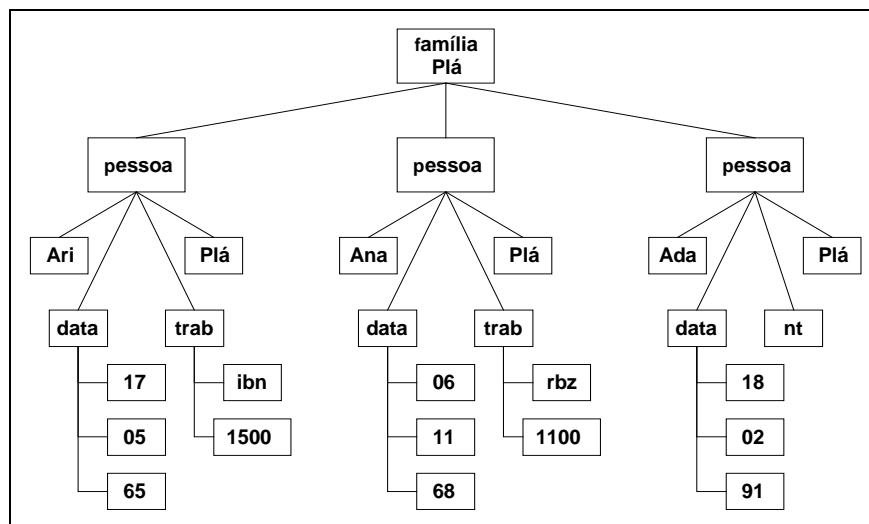 família
Plá
pessoa
pessoa
pessoa
Ari
Plá
Ana
Plá
Ada
Plá
data
trab
data
trab
data
nt
17
ibn
06
rbz
18
05
1500
11
1100
02
65
68
91